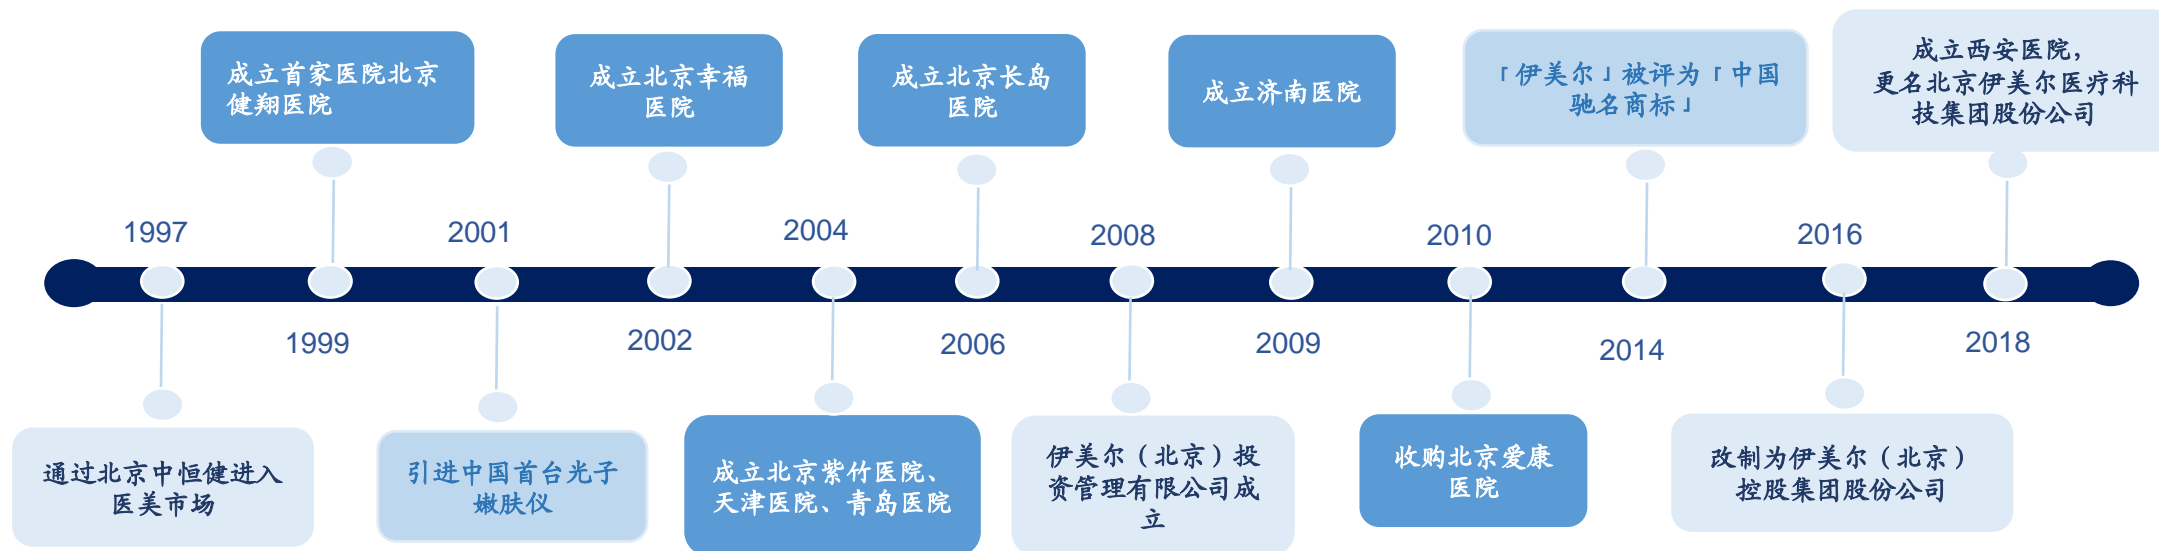 成立首家医院北京
健翔医院
成立北京幸福
医院
成立北京长岛
医院
成立济南医院
「伊美尔」被评为「中国
驰名商标」
成立西安医院，
更名北京伊美尔医疗科
技集团股份公司
1997
2001
2004
2008
2010
2016
1999
2002
2006
2009
2014
2018
通过北京中恒健进入
医美市场
引进中国首台光子
嫩肤仪
成立北京紫竹医院、
天津医院、青岛医院
伊美尔（北京）投
资管理有限公司成
立
收购北京爱康
医院
改制为伊美尔（北京）
控股集团股份公司